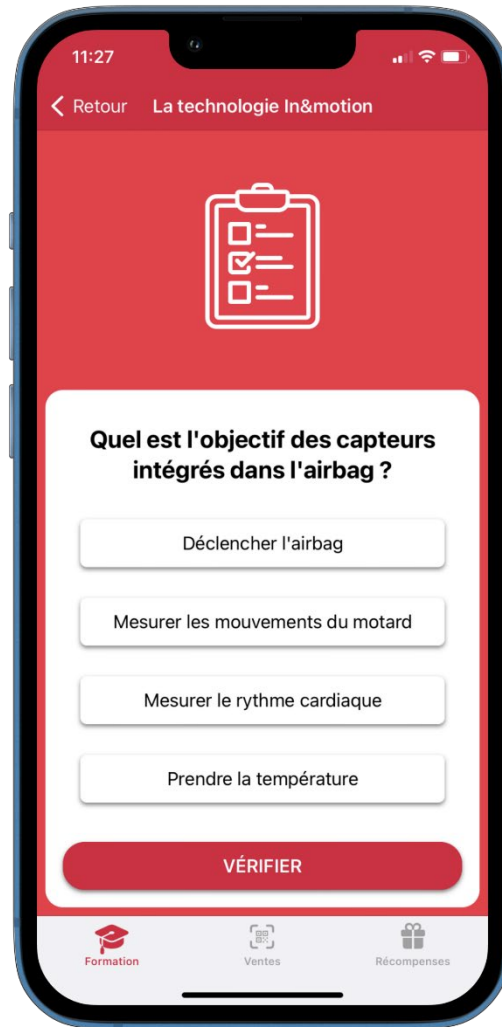 11:27
Retour La technologie In&motion
Quel est l'objectif des capteurs
intégrés dans l'airbag ?
Déclencher l'airbag
Mesurer les mouvements du motard
Mesurer le rythme cardiaque
Prendre la température
VÉRIFIER
Formation Ventes Récompenses